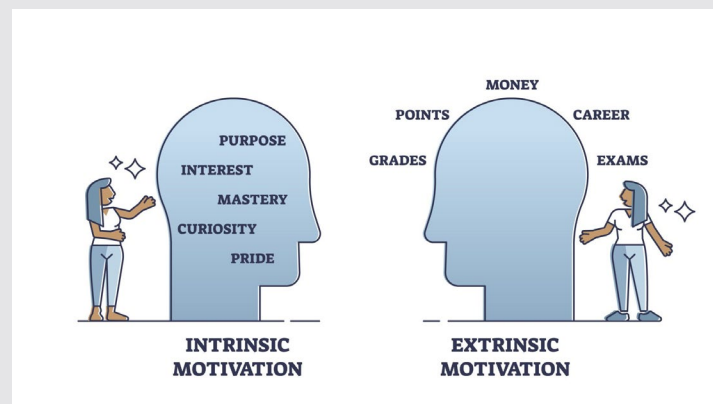 PURPOSE
INTEREST
MASTERY
CURIOSITY
PRIDE
INTRINSIC
MOTIVATION
MONEY
POINTS
CAREER
GRADES
EXAMS
EXTRINSIC
MOTIVATION